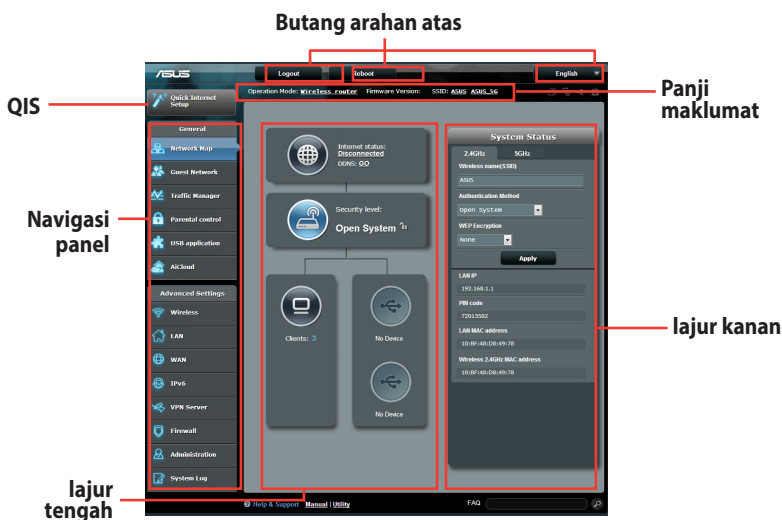 Butang arahan atas
ASUS
Logout
Reboot
English
QIS
Quick Internet
Setup
Operation Mode: Wireless router Firmware Version: SSID: ASUS ASUS_5G
Panji
maklumat
General
Network Map
Guest Network
Traffic Manager
Parental control
USB application
AiCloud
Navigasi
panel
Advanced Settings
Wireless
LAN
WAN
IPv6
VPN Server
Firewall
Administration
System Log
Internet status:
Disconnected
DDNS: GO
Security level:
Open System
Clients: 3
No Device
No Device
System Status
2.4GHz 5GHz
Wireless name(SSID)
ASUS
Authentication Method
Open System
WEP Encryption
None
Apply
LAN IP
192.168.1.1
PIN code
72013502
LAN MAC address
10:BF:48:D8:49:78
Wireless 2.4GHz MAC address
10:BF:48:D8:49:78
lajur kanan
lajur
tengah
Help & Support Manual | Utility
FAQ